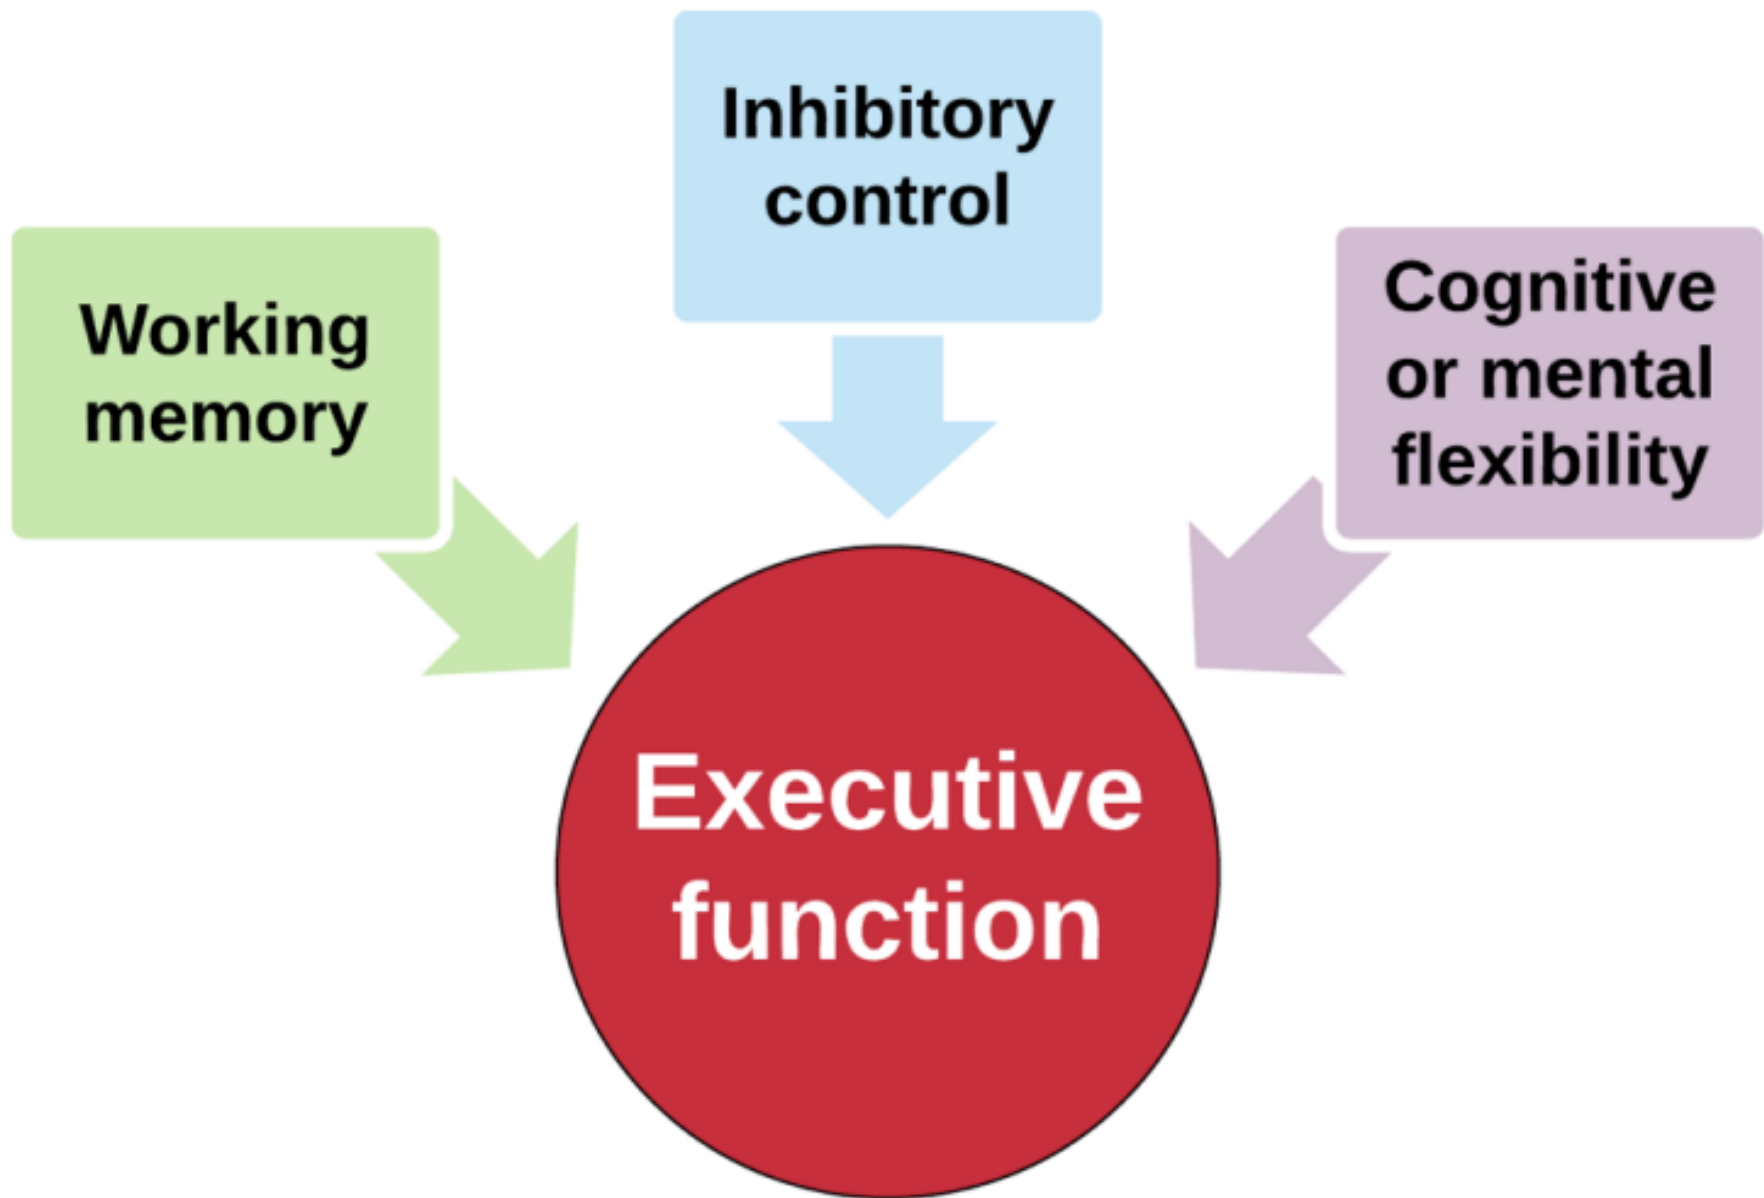 Inhibitory
control
Working
memory
Cognitive
or mental
flexibility
Executive
function